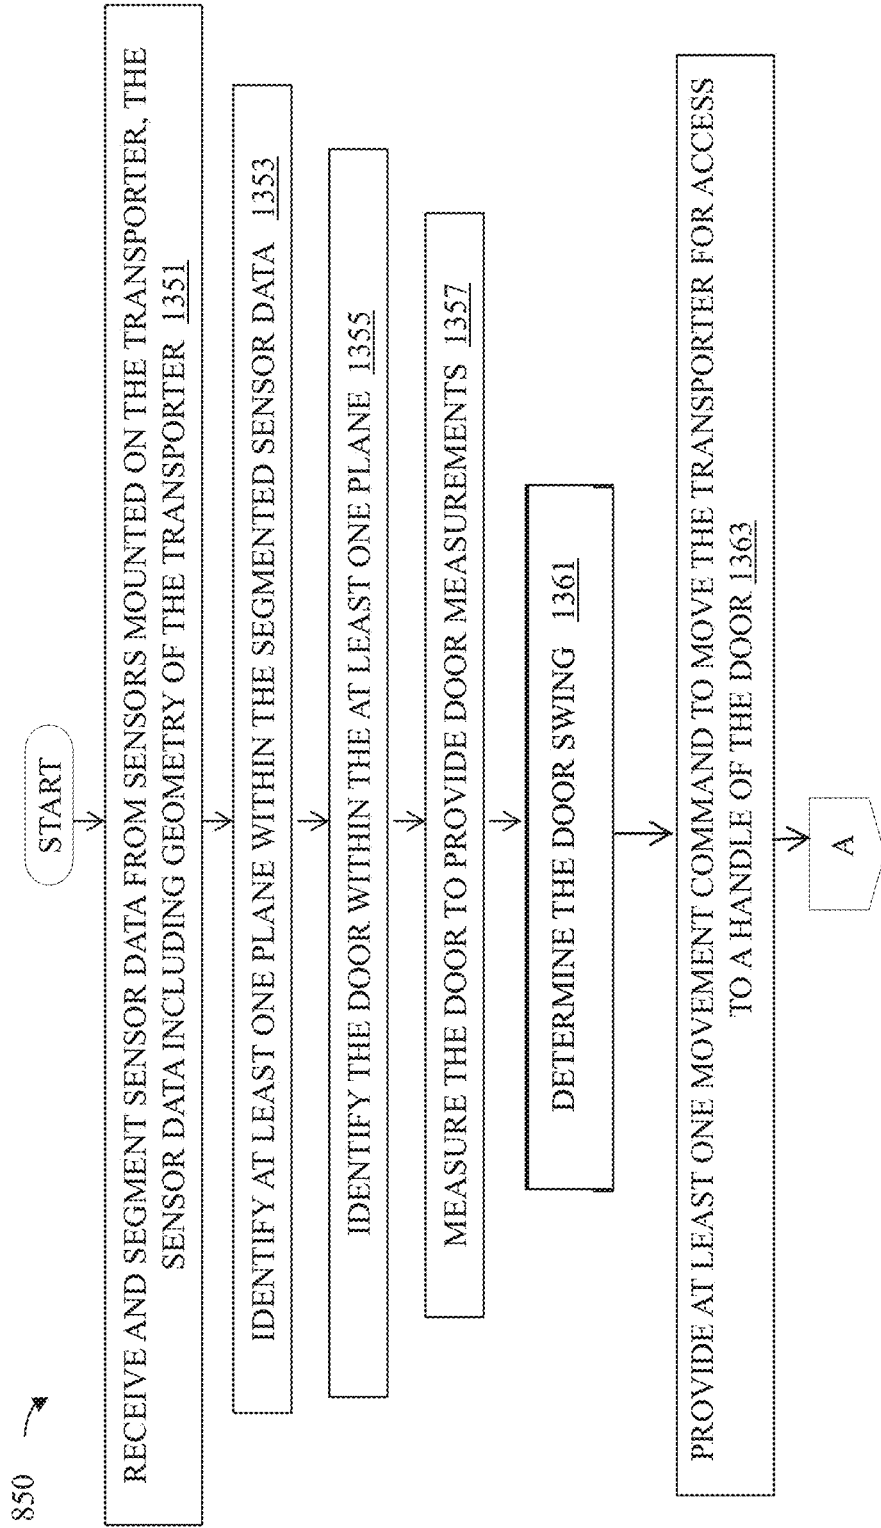 850
START
RECEIVE AND SEGMENT SENSOR DATA FROM SENSORS MOUNTED ON THE TRANSPORTER, THE
SENSOR DATA INCLUDING GEOMETRY OF THE TRANSPORTER 1351
IDENTIFY AT LEAST ONE PLANE WITHIN THE SEGMENTED SENSOR DATA 1353
IDENTIFY THE DOOR WITHIN THE AT LEAST ONE PLANE 1355
MEASURE THE DOOR TO PROVIDE DOOR MEASUREMENTS 1357
DETERMINE THE DOOR SWING 1361
PROVIDE AT LEAST ONE MOVEMENT COMMAND TO MOVE THE TRANSPORTER FOR ACCESS
TO A HANDLE OF THE DOOR 1363
A